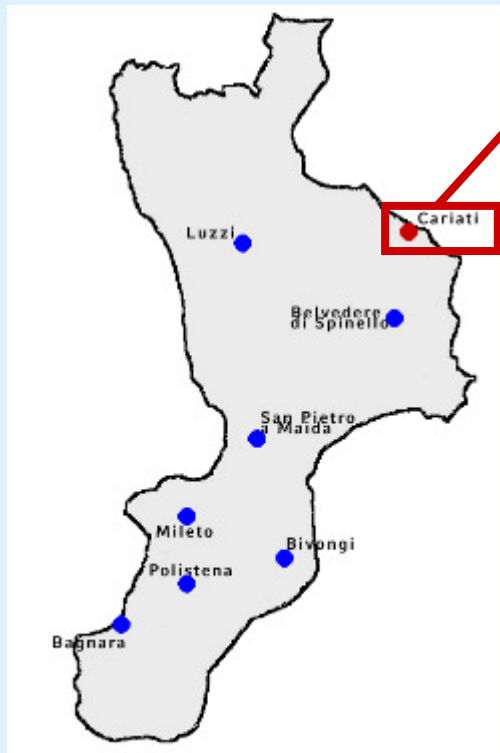 Cariati
Luzzi
Belvedere
di Spinello
San Pietro
a Maida
Mileto
Bivongi
Polistena
Bagnara